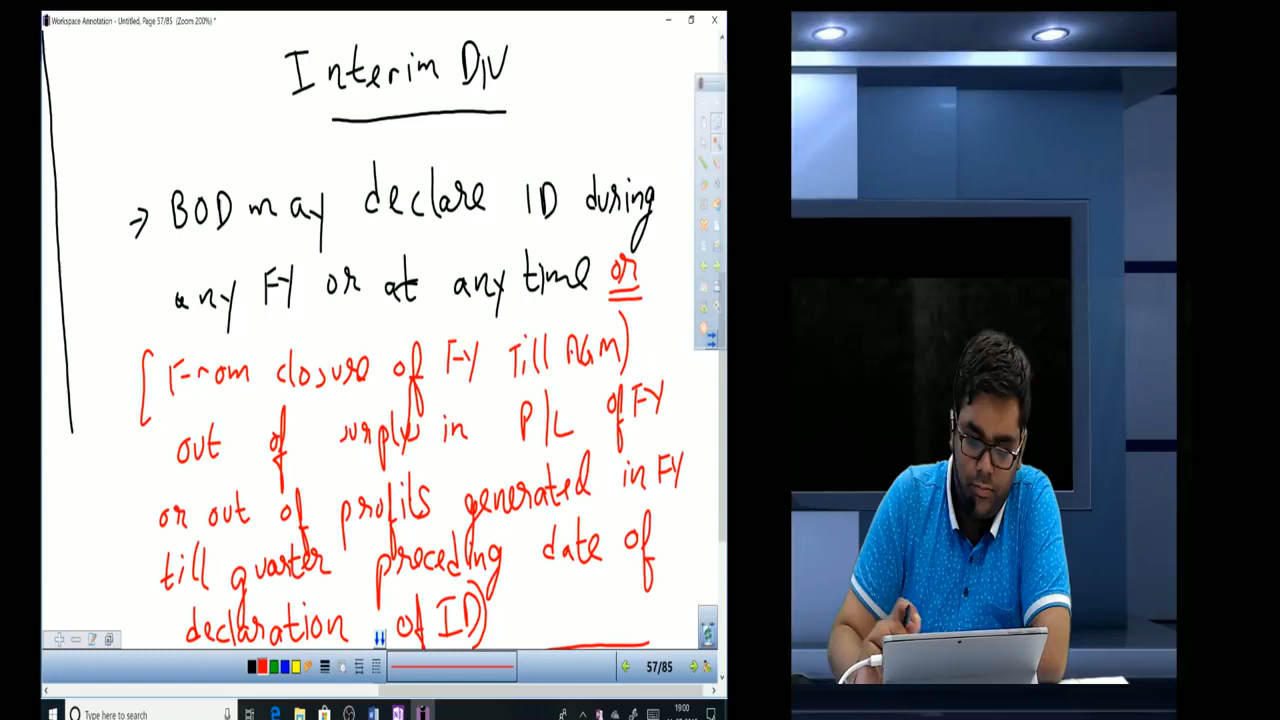 Workspace Annotation - Untitled, Page 57/85 (Zoom 200%) *
Interim Div
→ BOD may declare ID during
any FY or at any time or
[From closure of FY Till AGM)
out of surplus in P/L of FY
or out of profits generated in FY
till quarter preceding date of
declaration of ID)
57/85
Type here to search
19:00